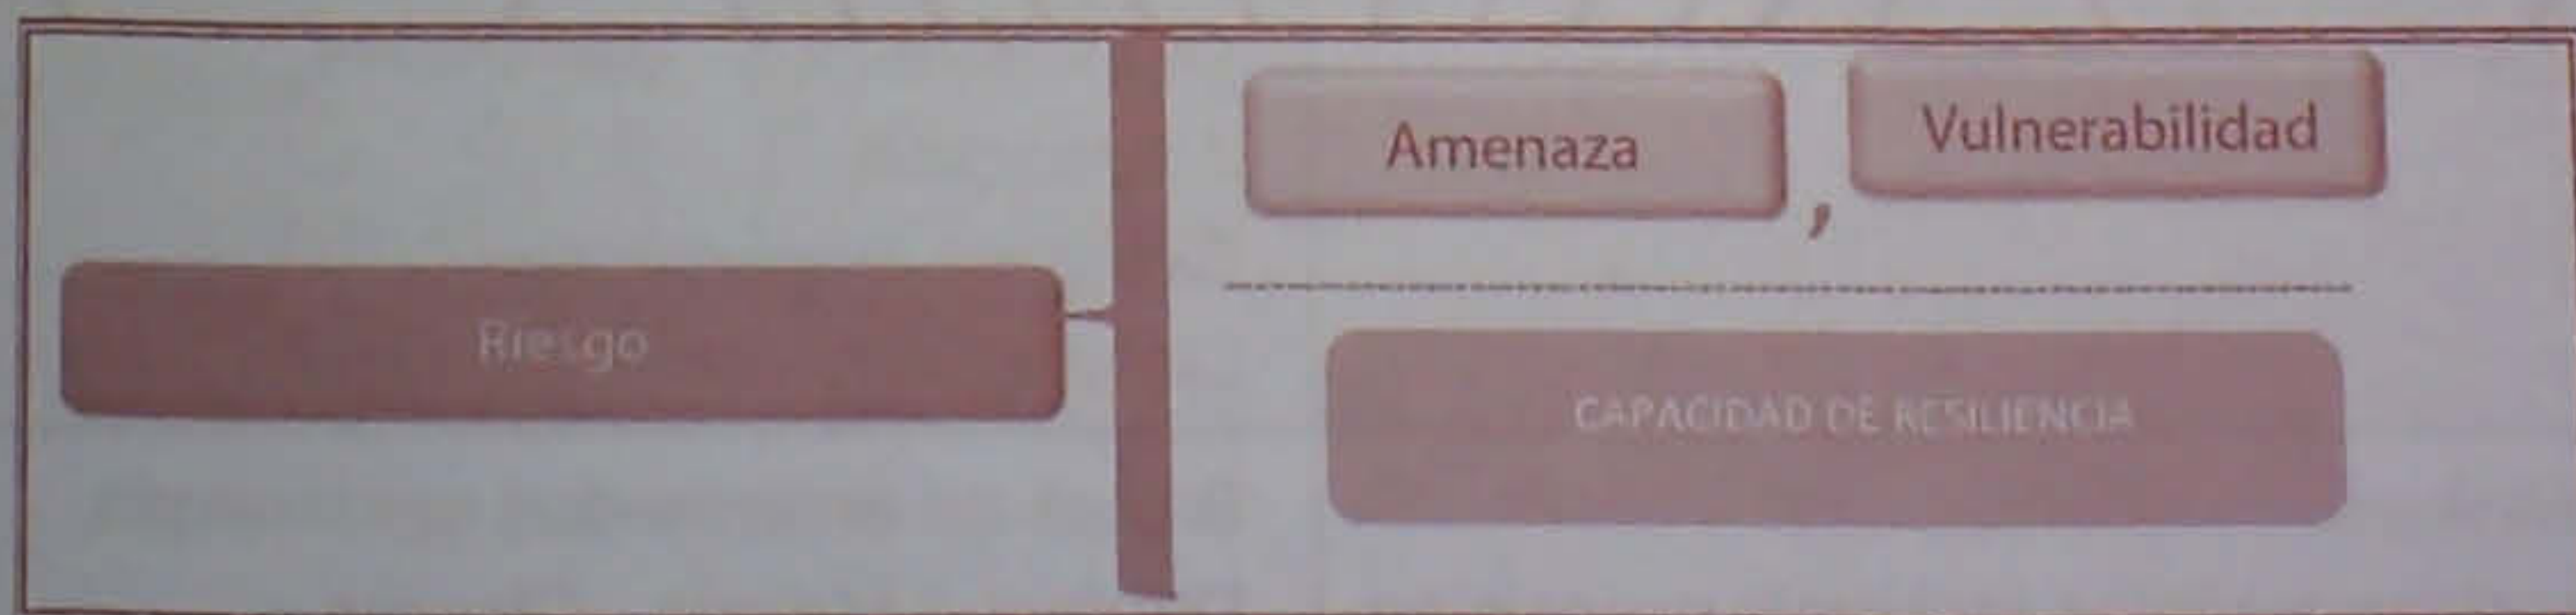 Amenaza , Vulnerabilidad
Riesgo
CAPACIDAD DE RESILIENCIA